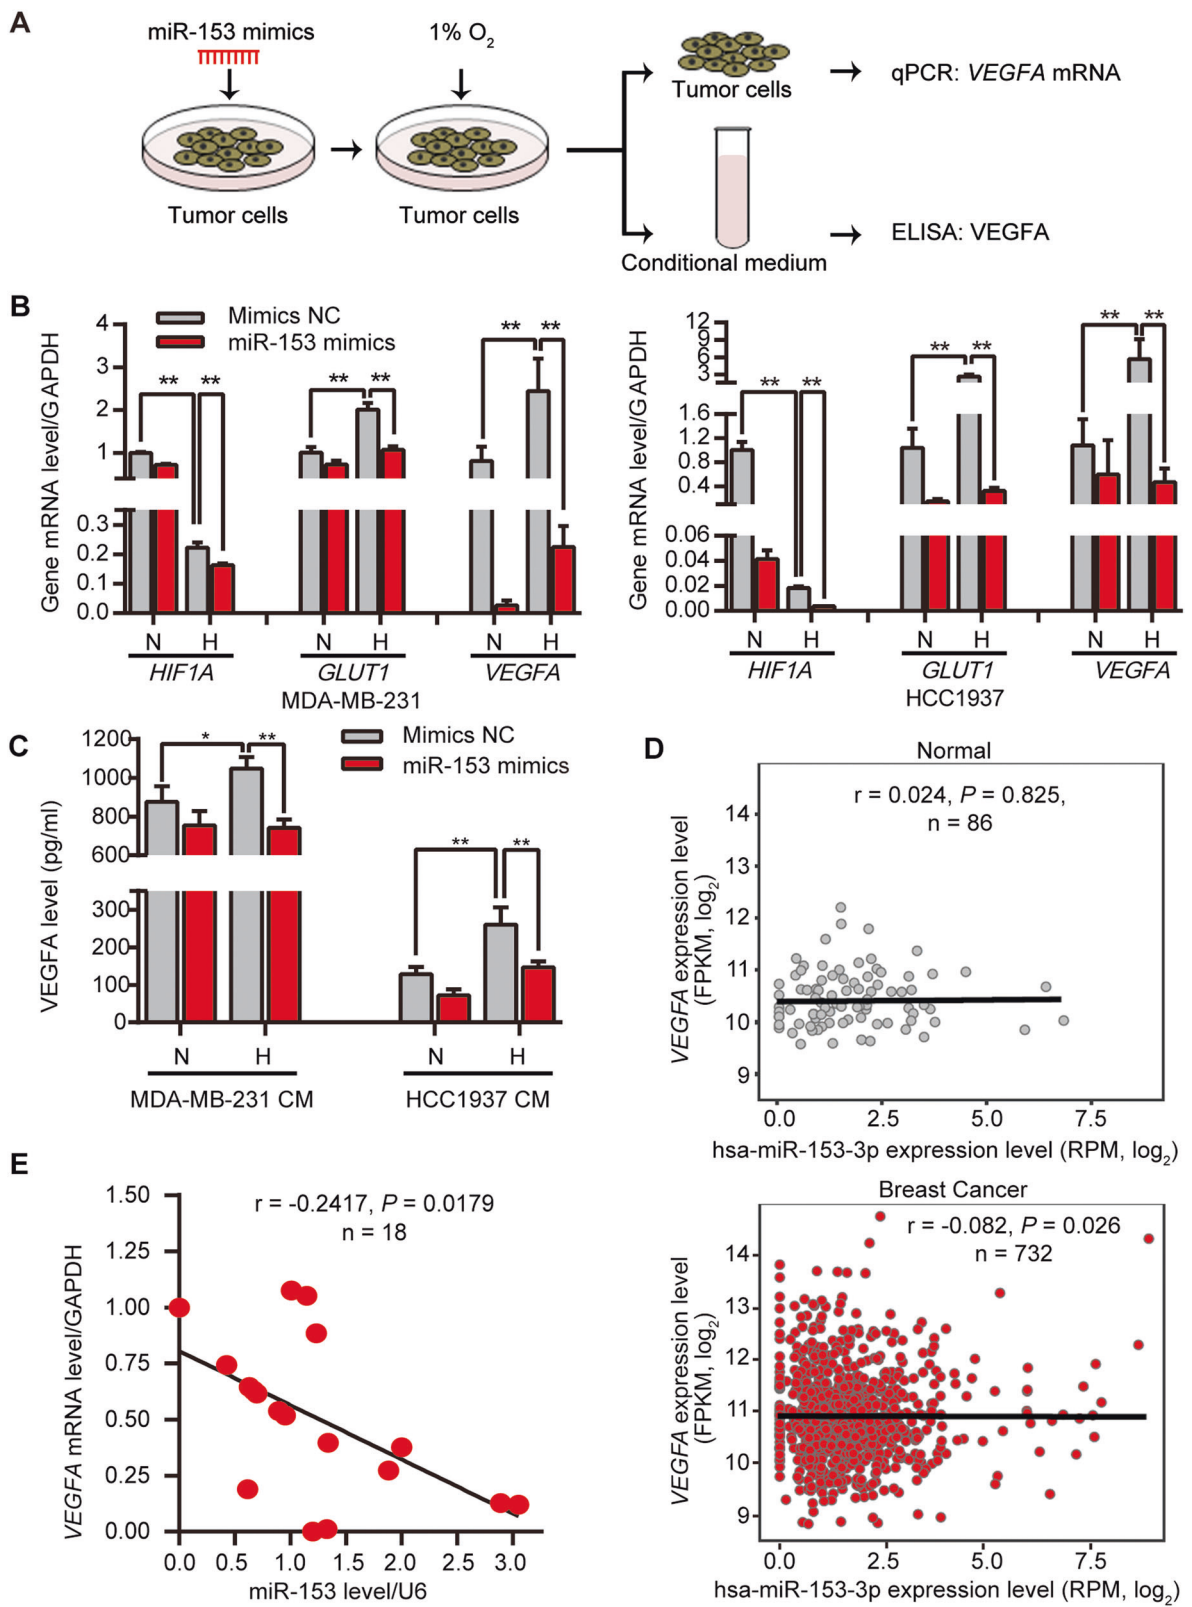 A
miR-153 mimics
1% O2
Tumor cells
Tumor cells
Tumor cells
qPCR: VEGFA mRNA
Conditional medium
ELISA: VEGFA
B
Mimics NC
miR-153 mimics
Gene mRNA level/GAPDH
4
3
2
1
0.3
0.2
0.1
0.0
** ** ** ** ** **
N H N H N H
HIF1A GLUT1 VEGFA
MDA-MB-231
Gene mRNA level/GAPDH
12
9
6
3
1.6
1.2
0.8
0.4
0.06
0.04
0.02
0.00
** ** ** ** ** **
N H N H N H
HIF1A GLUT1 VEGFA
HCC1937
C
Mimics NC
miR-153 mimics
VEGFA level (pg/ml)
1200
1000
800
600
300
200
100
0
* ** ** **
N H N H
MDA-MB-231 CM HCC1937 CM
D
Normal
r = 0.024, P = 0.825,
n = 86
VEGFA expression level
(FPKM, log2)
14
13
12
11
10
9
0.0 2.5 5.0 7.5
hsa-miR-153-3p expression level (RPM, log2)
Breast Cancer
r = -0.082, P = 0.026
n = 732
VEGFA expression level
(FPKM, log2)
14
13
12
11
10
9
0.0 2.5 5.0 7.5
hsa-miR-153-3p expression level (RPM, log2)
E
r = -0.2417, P = 0.0179
n = 18
VEGFA mRNA level/GAPDH
1.50
1.25
1.00
0.75
0.50
0.25
0.00
0.0 0.5 1.0 1.5 2.0 2.5 3.0
miR-153 level/U6